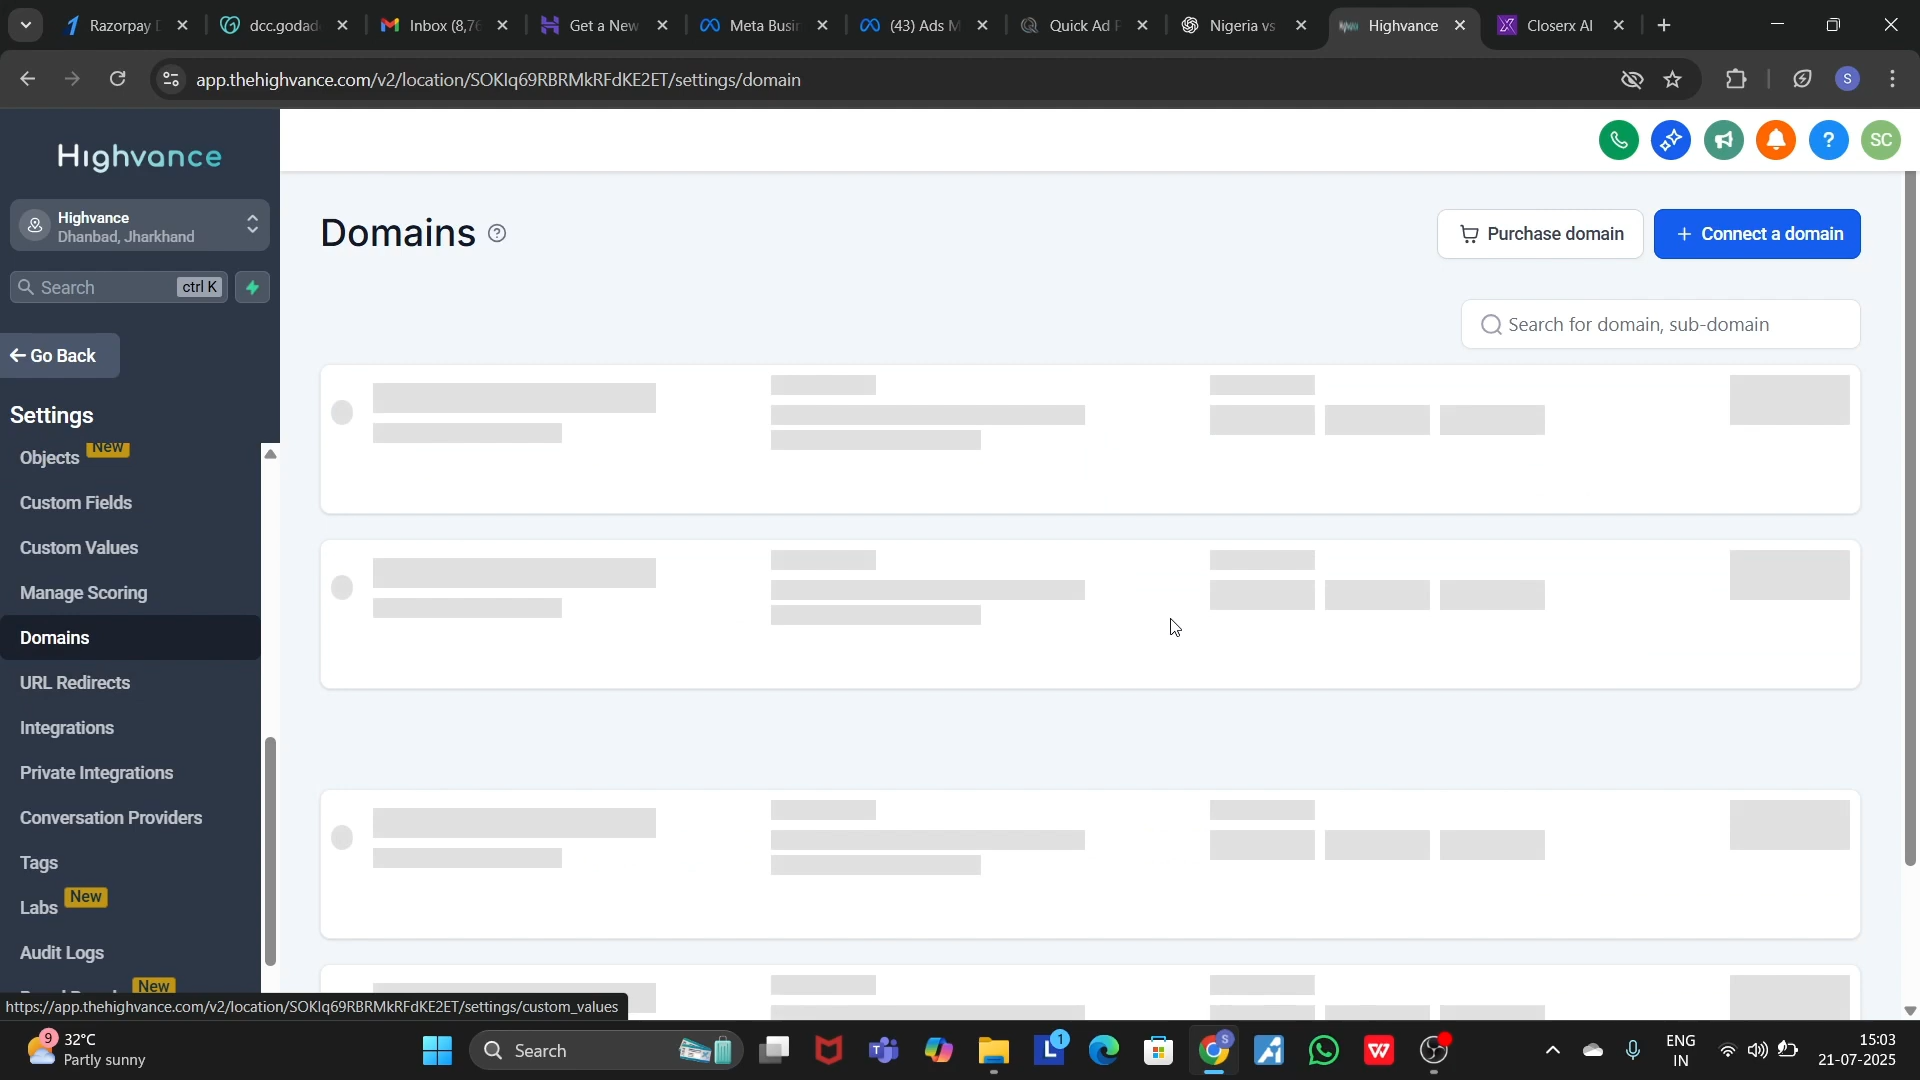 Razorpay
dcc.godad
Inbox (8,76
Get a New
Meta Busi
(43) Ads M
Quick Ad
Nigeria vs
Highvance
Closerx AI
app.thehighvance.com/v2/location/SOKlq69RBRMkRFdKE2ET/settings/domain
S
Highvance
?
SC
Highvance
Dhanbad, Jharkhand
Search
ctrl K
Go Back
Settings
Objects New
Custom Fields
Custom Values
Manage Scoring
Domains
URL Redirects
Integrations
Private Integrations
Conversation Providers
Tags
Labs New
Audit Logs
New
Domains ?
Purchase domain
+ Connect a domain
Search for domain, sub-domain
https://app.thehighvance.com/v2/location/SOKlq69RBRMkRFdKE2ET/settings/custom_values
9
32°C
Partly sunny
Search
L
1
S
W
ENG
IN
15:03
21-07-2025